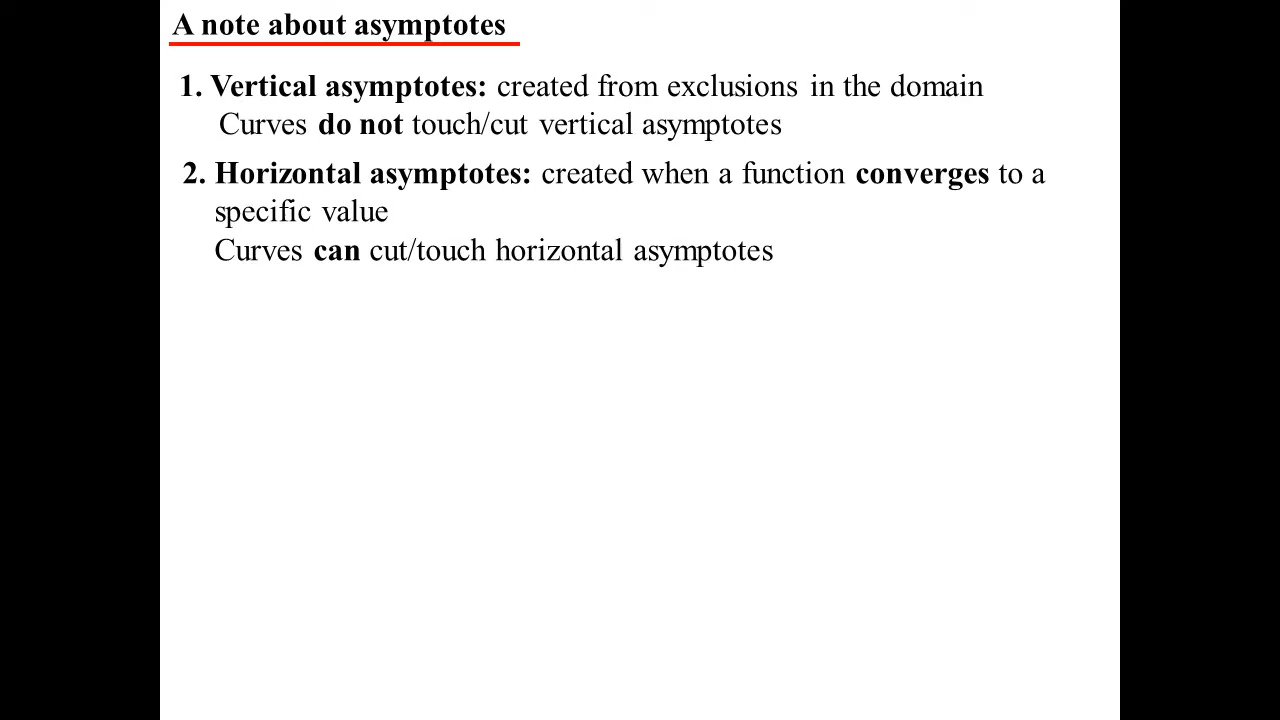 A note about asymptotes
1. Vertical asymptotes: created from exclusions in the domain
Curves do not touch/cut vertical asymptotes
2. Horizontal asymptotes: created when a function converges to a
specific value
Curves can cut/touch horizontal asymptotes